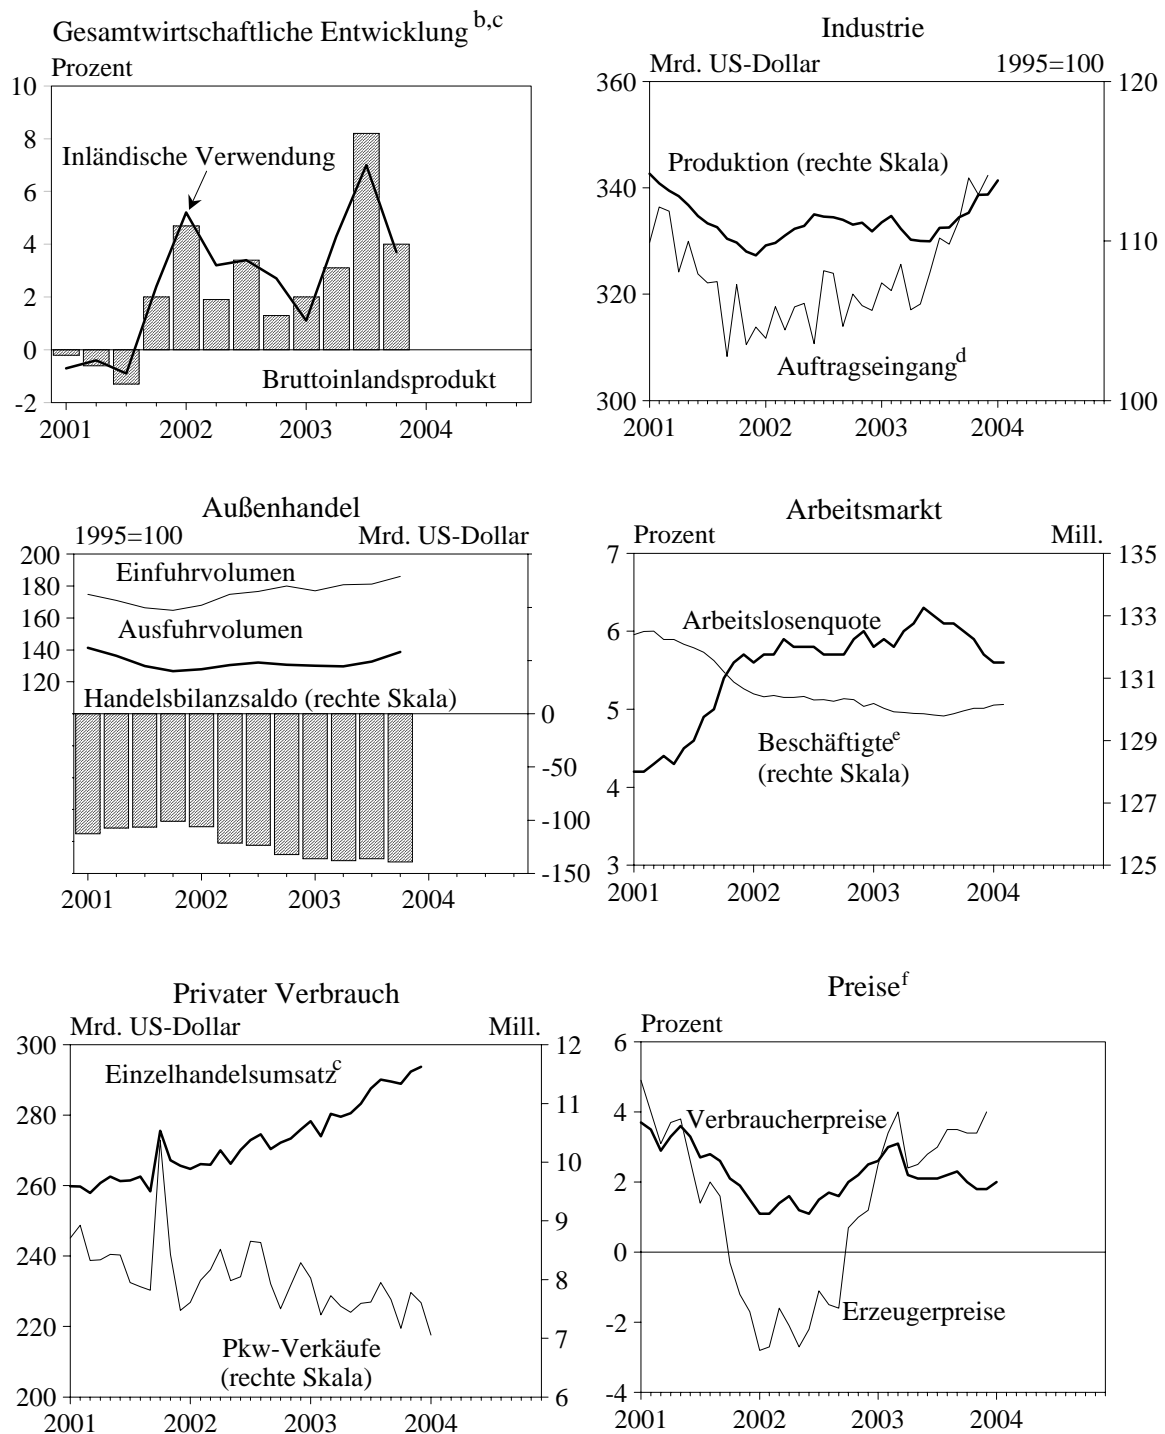 Gesamtwirtschaftliche Entwicklung b,c
Prozent
10
8
6
4
2
0
-2
Inländische Verwendung
Bruttoinlandsprodukt
2001 2002 2003 2004
Industrie
Mrd. US-Dollar 1995=100
360
340
320
300
120
110
100
Produktion (rechte Skala)
Auftragseingang d
2001 2002 2003 2004
Außenhandel
1995=100 Mrd. US-Dollar
200
180
160
140
120
0
-50
-100
-150
Einfuhrvolumen
Ausfuhrvolumen
Handelsbilanzsaldo (rechte Skala)
2001 2002 2003 2004
Arbeitsmarkt
Prozent Mill.
7
6
5
4
3
135
133
131
129
127
125
Arbeitslosenquote
Beschäftigte e
(rechte Skala)
2001 2002 2003 2004
Privater Verbrauch
Mrd. US-Dollar Mill.
300
280
260
240
220
200
12
11
10
9
8
7
6
Einzelhandelsumsatz c
Pkw-Verkäufe
(rechte Skala)
2001 2002 2003 2004
Preise f
Prozent
6
4
2
0
-2
-4
Verbraucherpreise
Erzeugerpreise
2001 2002 2003 2004